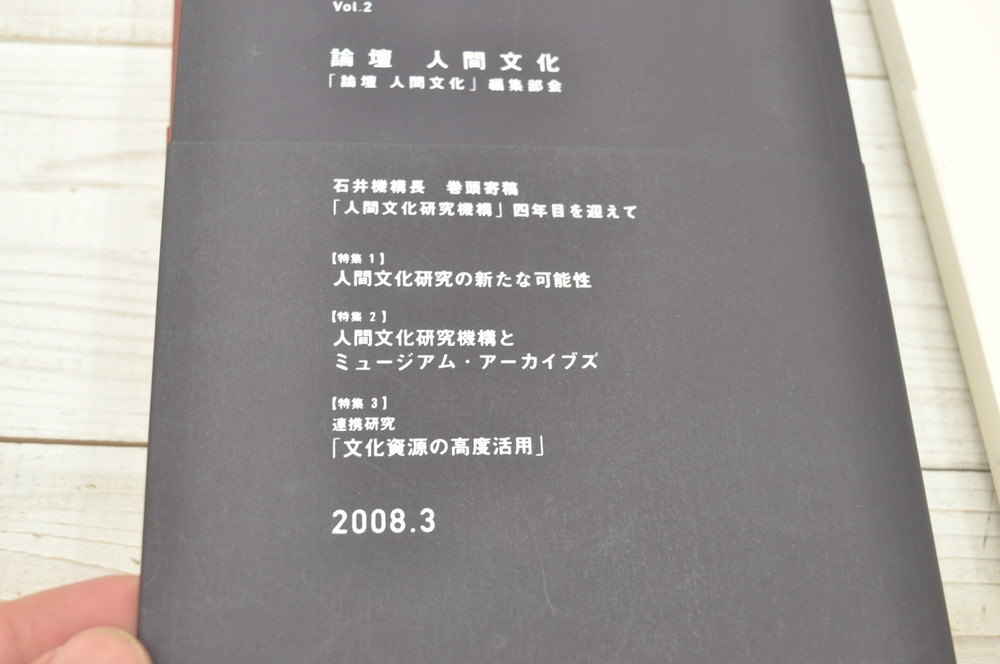 Vol.2
論壇 人間文化
「論壇 人間文化」編集部会
石井機構長 巻頭寄稿
「人間文化研究機構」四年目を迎えて
【特集 1】
人間文化研究の新たな可能性
【特集 2】
人間文化研究機構と
ミュージアム・アーカイブズ
【特集 3】
連携研究
「文化資源の高度活用」
2008.3